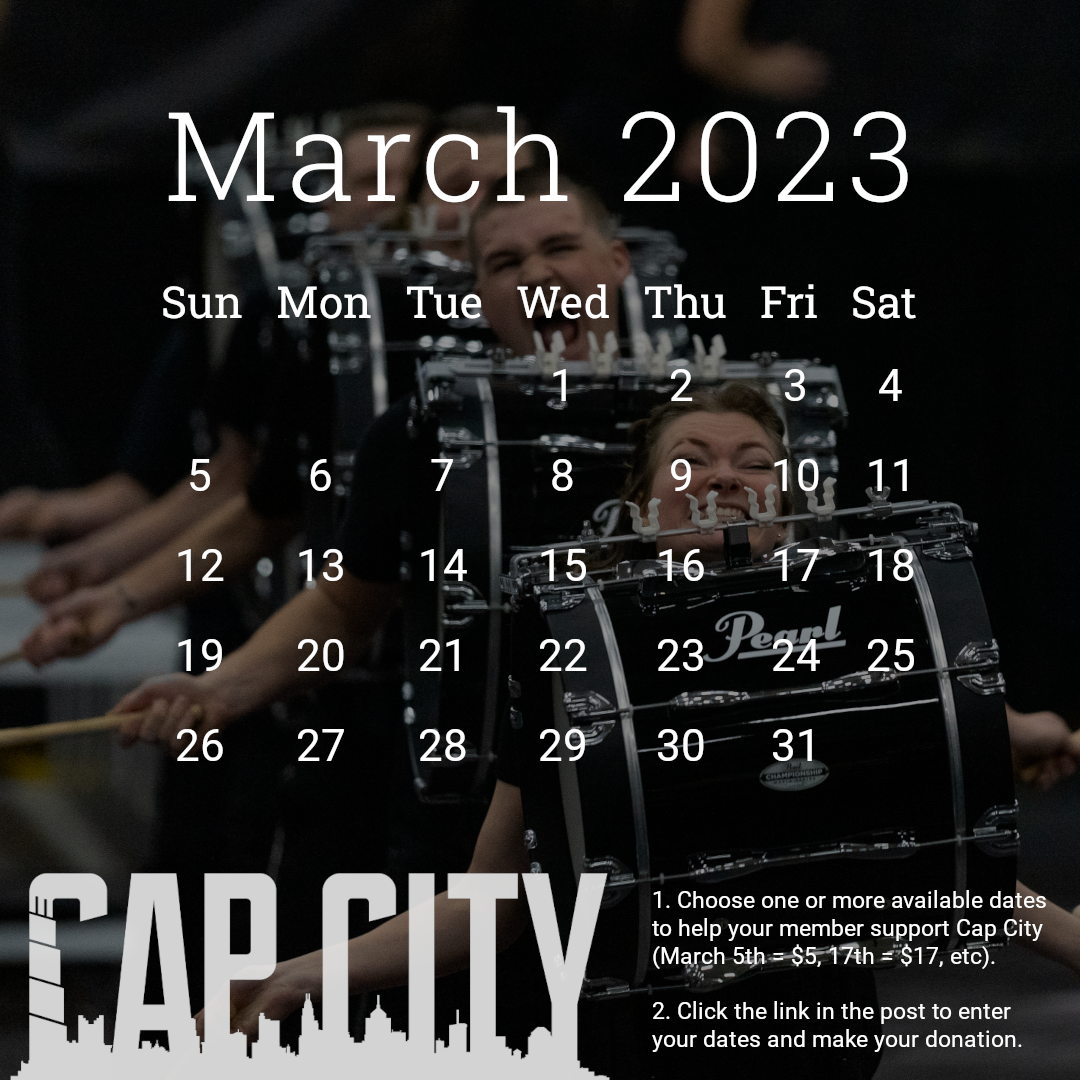 March 2023
Sun Mon Tue Wed Thu Fri Sat
1 2 3 4
5 6 7 8 9 10 11
12 13 14 15 16 17 18
Pearl
19 20 21 22 23 24 25
26 27 28 29 30 31
CHAMPIONSHIP
CAP CITY
1. Choose one or more available dates
to help your member support Cap City
(March 5th = $5, 17th = $17, etc).
2. Click the link in the post to enter
your dates and make your donation.